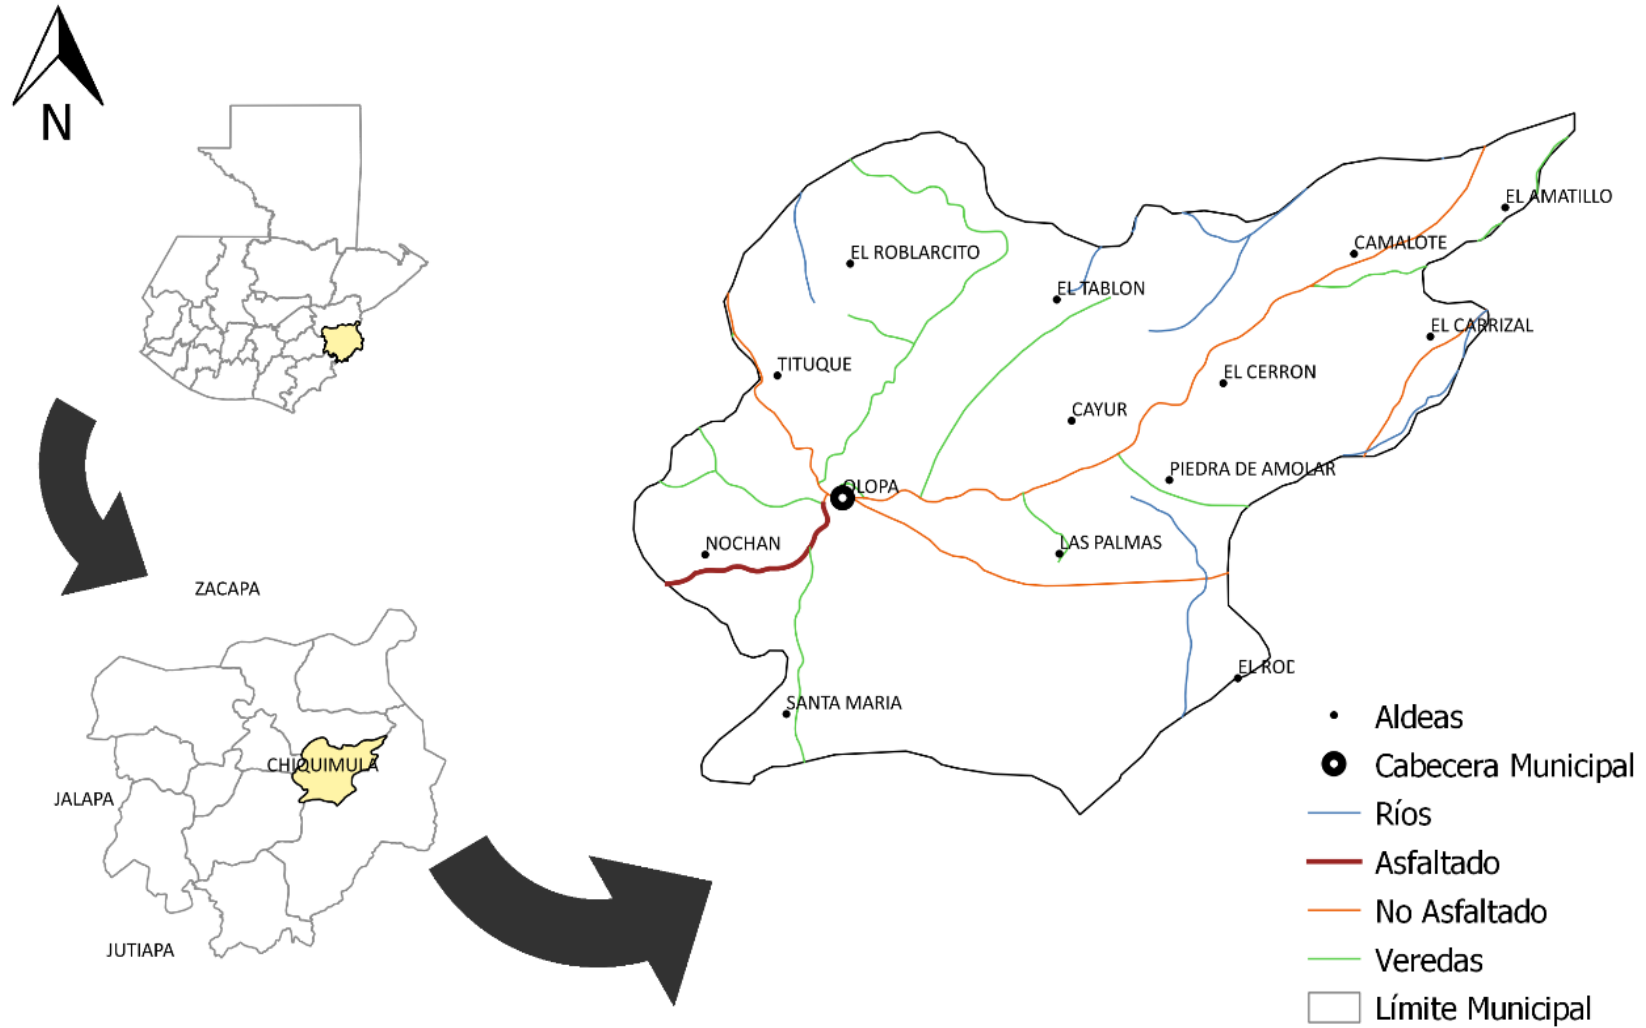 N
EL AMATILLO
CAMALOTE
EL ROBLARCITO
EL TABLON
EL CARRIZAL
TITUQUE
EL CERRON
CAYUR
PIEDRA DE AMOLAR
OLOPA
NOCHAN
LAS PALMAS
ZACAPA
EL ROD
SANTA MARIA
CHIQUIMULA
JALAPA
JUTIAPA
Aldeas
Cabecera Municipal
Ríos
Asfaltado
No Asfaltado
Veredas
Límite Municipal